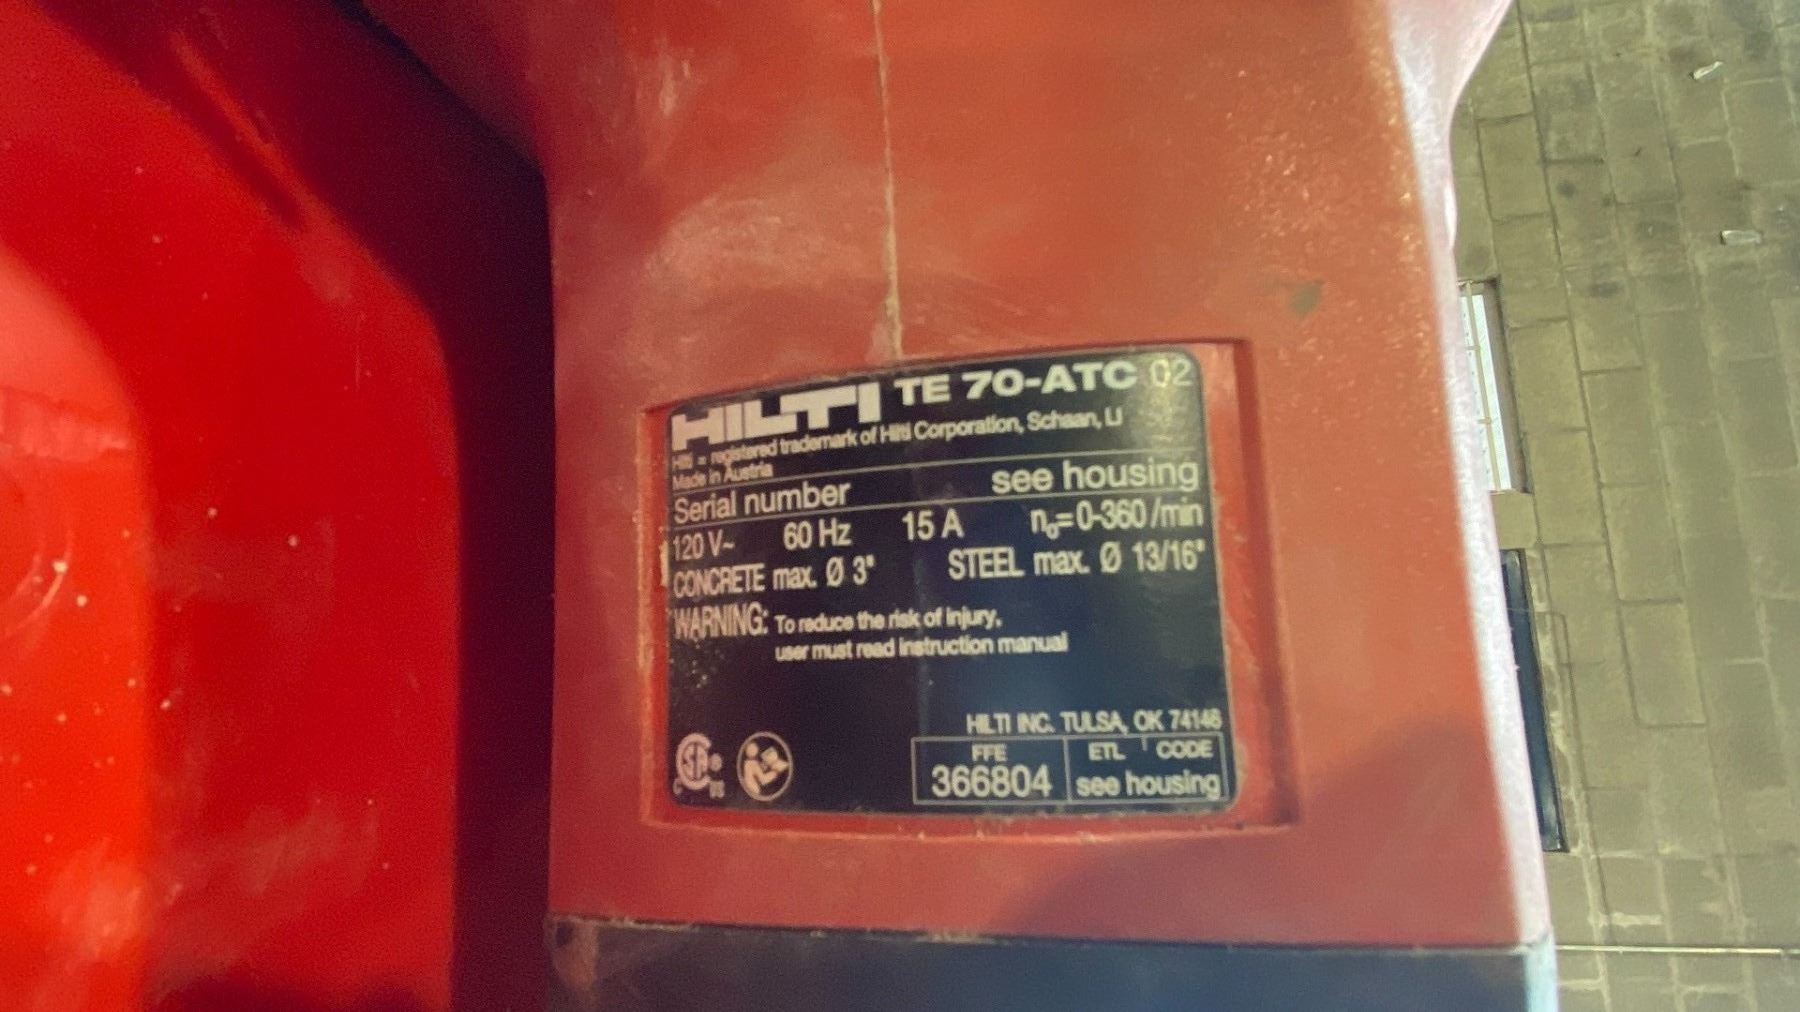 HILTI TE 70-ATC 02
Hilti = registered trademark of Hilti Corporation, Schaan, LI
Made in Austria
Serial number see housing
120 V~ 60 Hz 15 A n₀=0-360/min
CONCRETE max. Ø 3" STEEL max. Ø 13/16"
WARNING: To reduce the risk of injury,
user must read instruction manual
HILTI INC. TULSA, OK 74146
FFE ETL CODE
366804 see housing
C SA® US